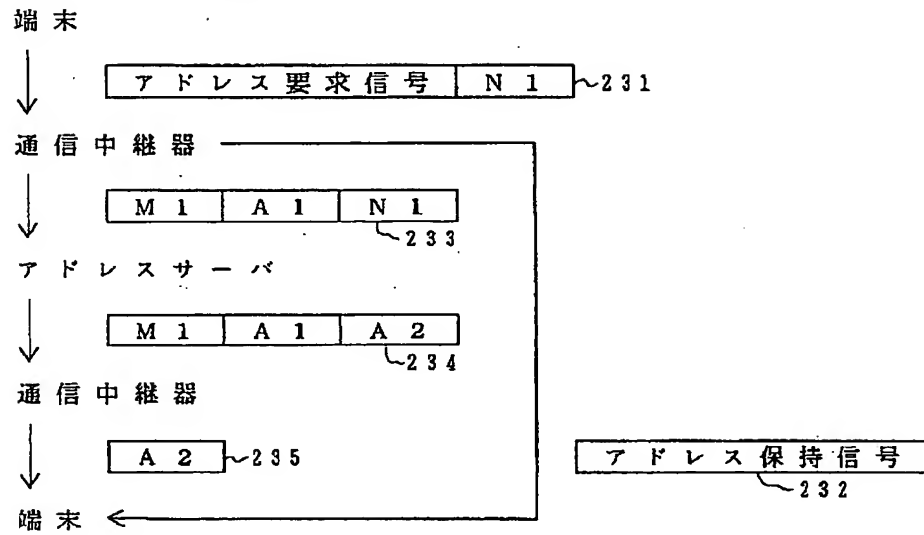 端末
アドレス要求信号 N1 231
通信中継器
M1 A1 N1
233
アドレスサーバ
M1 A1 A2
234
通信中継器
A2 235
アドレス保持信号
232
端末